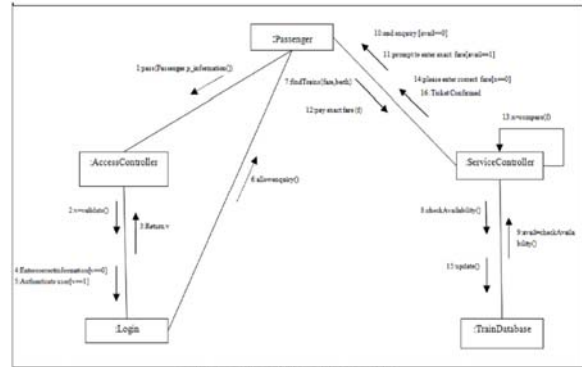 :Passenger
10:end enquiry [avail==0]
11:prompt to enter exact fare[avail==1]
1:pass(Passenger p_information())
7:findTrains(fare,berth)
14:please enter correct fare[n==0]
16: TicketConfirmed
12:pay exact fare (f)
13:n=compare(f)
:AccessController
:ServiceController
6:allowenquiry()
2:v=validate()
3:Return v
8:checkAvailability()
9:avail=checkAvaila
bility()
4:Entercorrectinformation[v==0]
5:Authenticate user[v==1]
15:update()
:Login
:TrainDatabase